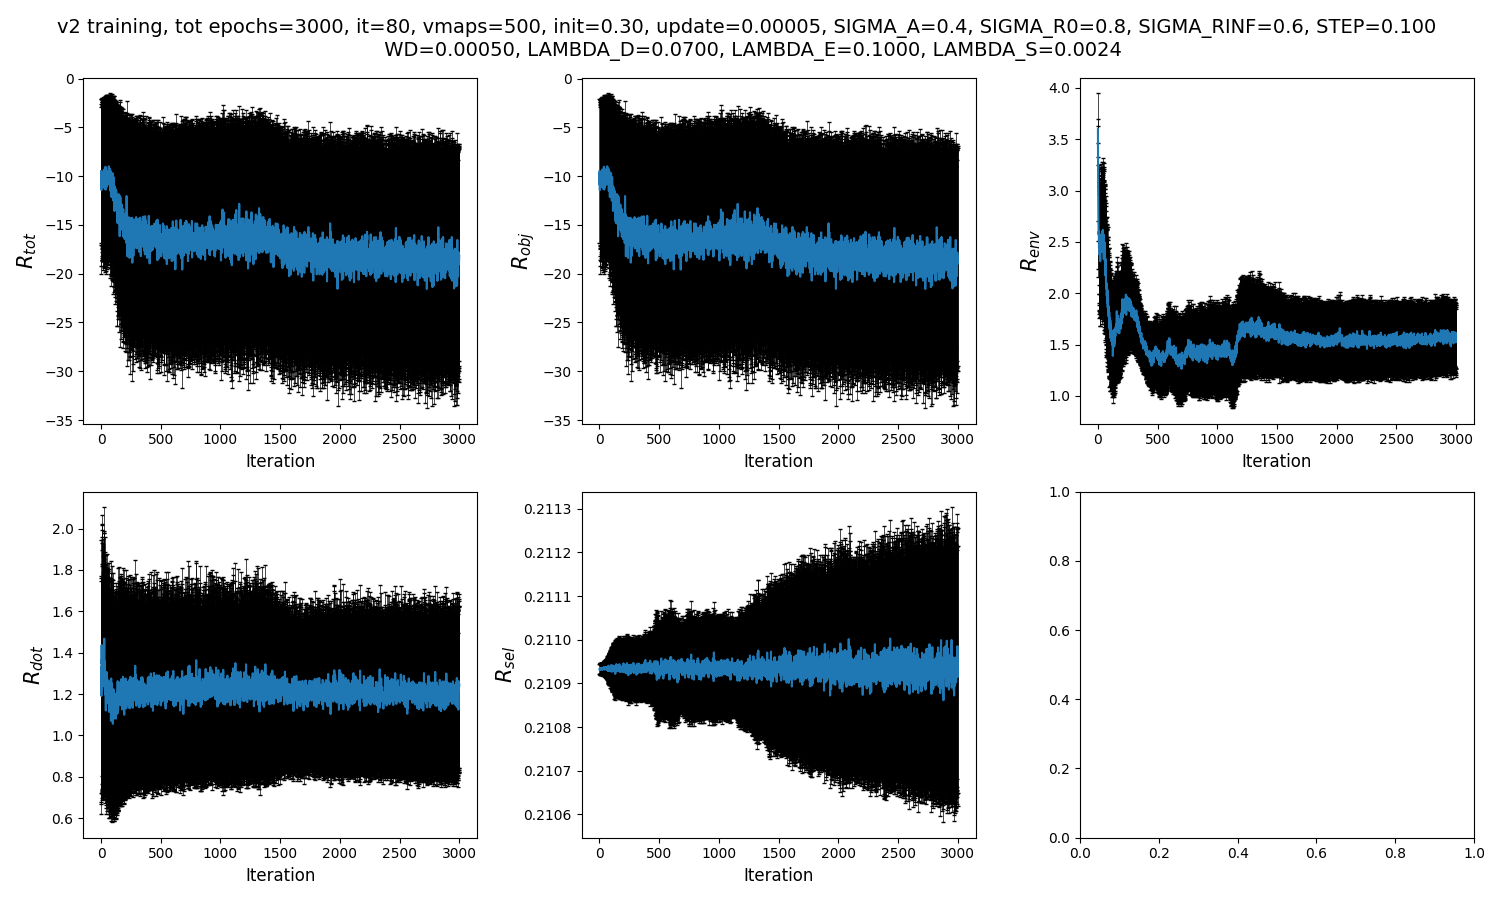 v2 training, tot epochs=3000, it=80, vmaps=500, init=0.30, update=0.00005, SIGMA_A=0.4, SIGMA_R0=0.8, SIGMA_RINF=0.6, STEP=0.100
WD=0.00050, LAMBDA_D=0.0700, LAMBDA_E=0.1000, LAMBDA_S=0.0024
R_tot
0
−5
−10
−15
−20
−25
−30
−35
0 500 1000 1500 2000 2500 3000
Iteration
R_obj
0
−5
−10
−15
−20
−25
−30
−35
0 500 1000 1500 2000 2500 3000
Iteration
R_env
4.0
3.5
3.0
2.5
2.0
1.5
1.0
0 500 1000 1500 2000 2500 3000
Iteration
R_dot
2.0
1.8
1.6
1.4
1.2
1.0
0.8
0.6
0 500 1000 1500 2000 2500 3000
Iteration
R_sel
0.2113
0.2112
0.2111
0.2110
0.2109
0.2108
0.2107
0.2106
0 500 1000 1500 2000 2500 3000
Iteration
1.0
0.8
0.6
0.4
0.2
0.0
0.0 0.2 0.4 0.6 0.8 1.0